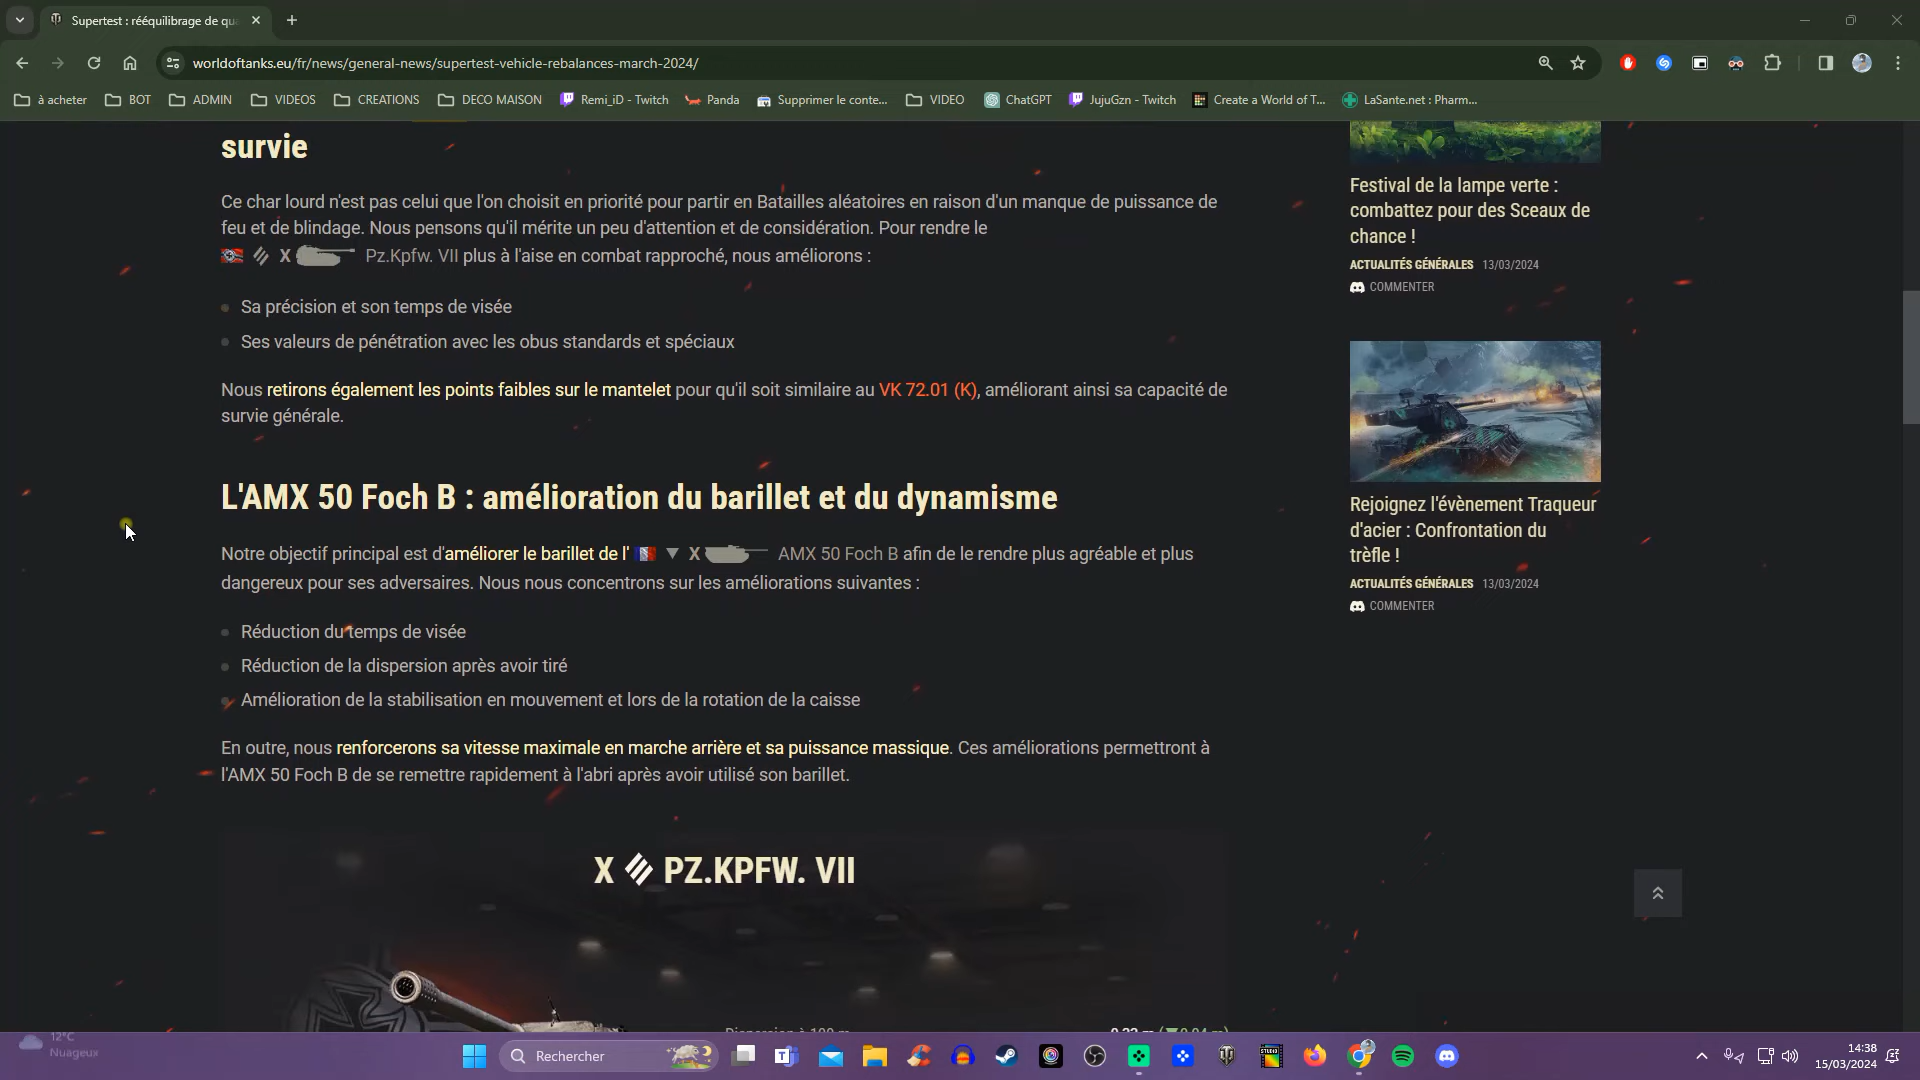 Supertest : rééquilibrage de qu
worldoftanks.eu/fr/news/general-news/supertest-vehicle-rebalances-march-2024/
à acheter
BOT
ADMIN
VIDEOS
CREATIONS
DECO MAISON
Remi_iD - Twitch
Panda
Supprimer le conte...
VIDEO
ChatGPT
JujuGzn - Twitch
Create a World of T...
LaSante.net : Pharm...
survie
Ce char lourd n'est pas celui que l'on choisit en priorité pour partir en Batailles aléatoires en raison d'un manque de puissance de
feu et de blindage. Nous pensons qu'il mérite un peu d'attention et de considération. Pour rendre le
X Pz.Kpfw. VII plus à l'aise en combat rapproché, nous améliorons :
Sa précision et son temps de visée
Ses valeurs de pénétration avec les obus standards et spéciaux
Nous retirons également les points faibles sur le mantelet pour qu'il soit similaire au VK 72.01 (K), améliorant ainsi sa capacité de
survie générale.
L'AMX 50 Foch B : amélioration du barillet et du dynamisme
Notre objectif principal est d'améliorer le barillet de l' X AMX 50 Foch B afin de le rendre plus agréable et plus
dangereux pour ses adversaires. Nous nous concentrons sur les améliorations suivantes :
Réduction du temps de visée
Réduction de la dispersion après avoir tiré
Amélioration de la stabilisation en mouvement et lors de la rotation de la caisse
En outre, nous renforcerons sa vitesse maximale en marche arrière et sa puissance massique. Ces améliorations permettront à
l'AMX 50 Foch B de se remettre rapidement à l'abri après avoir utilisé son barillet.
X PZ.KPFW. VII
Festival de la lampe verte :
combattez pour des Sceaux de
chance !
ACTUALITÉS GÉNÉRALES 13/03/2024
COMMENTER
Rejoignez l'évènement Traqueur
d'acier : Confrontation du
trèfle !
ACTUALITÉS GÉNÉRALES 13/03/2024
COMMENTER
12°C
Nuageux
Rechercher
14:38
15/03/2024